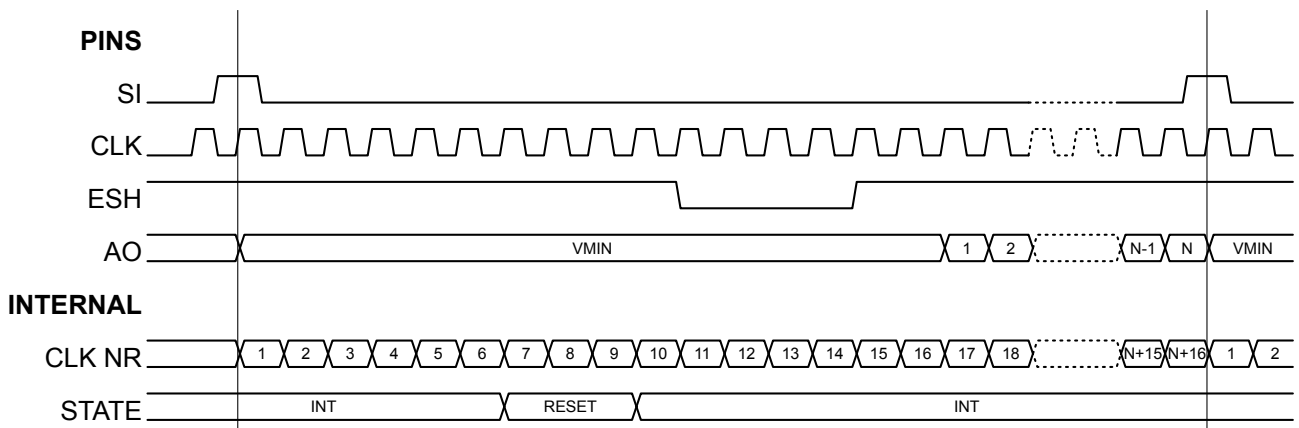 PINS
SI
CLK
ESH
AO VMIN 1 2 N-1 N VMIN
INTERNAL
CLK NR 1 2 3 4 5 6 7 8 9 10 11 12 13 14 15 16 17 18 N+15 N+16 1 2
STATE INT RESET INT